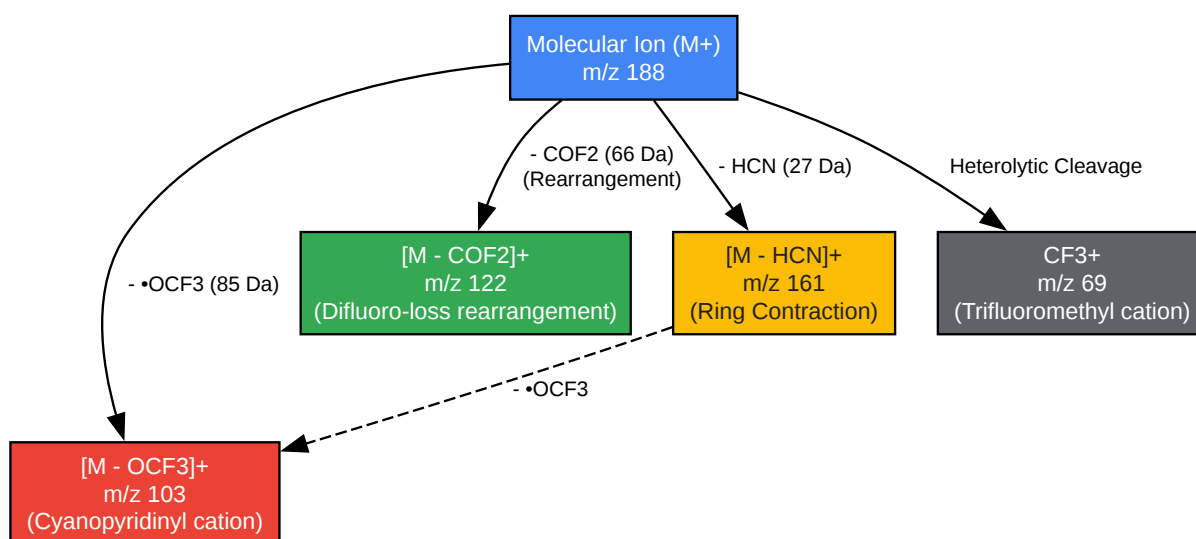 Molecular Ion (M+)
m/z 188
- COF2 (66 Da)
(Rearrangement)
- HCN (27 Da)
Heterolytic Cleavage
- •OCF3 (85 Da)
[M - COF2]+
m/z 122
(Difluoro-loss rearrangement)
[M - HCN]+
m/z 161
(Ring Contraction)
CF3+
m/z 69
(Trifluoromethyl cation)
- •OCF3
[M - OCF3]+
m/z 103
(Cyanopyridinyl cation)